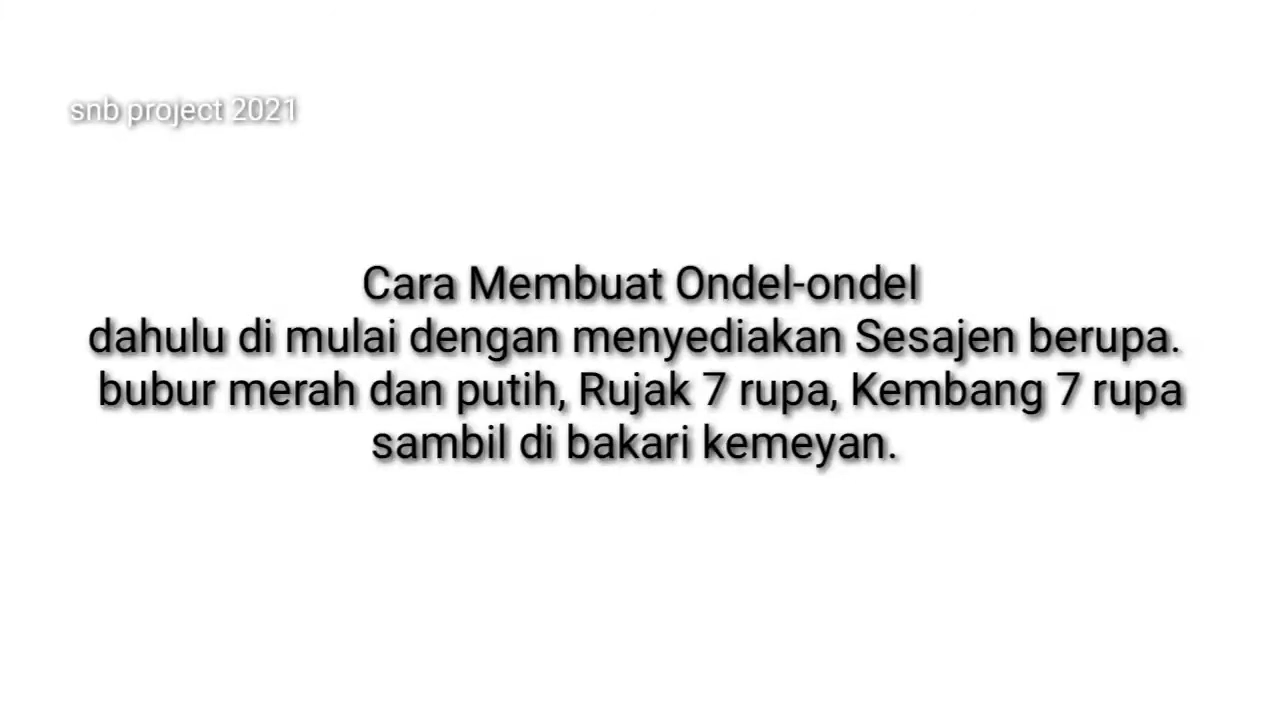 snb project 2021
Cara Membuat Ondel-ondel
dahulu di mulai dengan menyediakan Sesajen berupa.
bubur merah dan putih, Rujak 7 rupa, Kembang 7 rupa
sambil di bakari kemeyan.